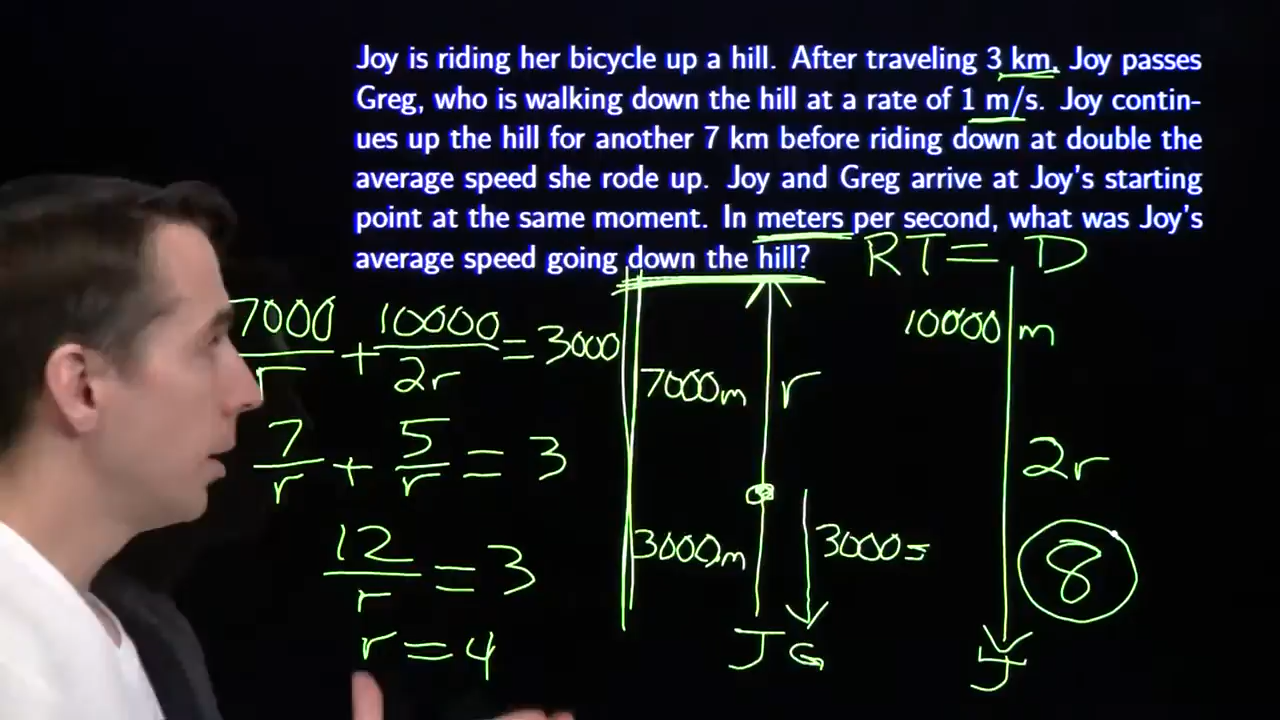 Joy is riding her bicycle up a hill. After traveling 3 km, Joy passes
Greg, who is walking down the hill at a rate of 1 m/s. Joy contin-
ues up the hill for another 7 km before riding down at double the
average speed she rode up. Joy and Greg arrive at Joy's starting
point at the same moment. In meters per second, what was Joy's
average speed going down the hill?
RT = D
7000/r + 10000/2r = 3000
7/r + 5/r = 3
12/r = 3
r = 4
7000m
r
3000m
3000s
J G
10000 m
2r
8
J